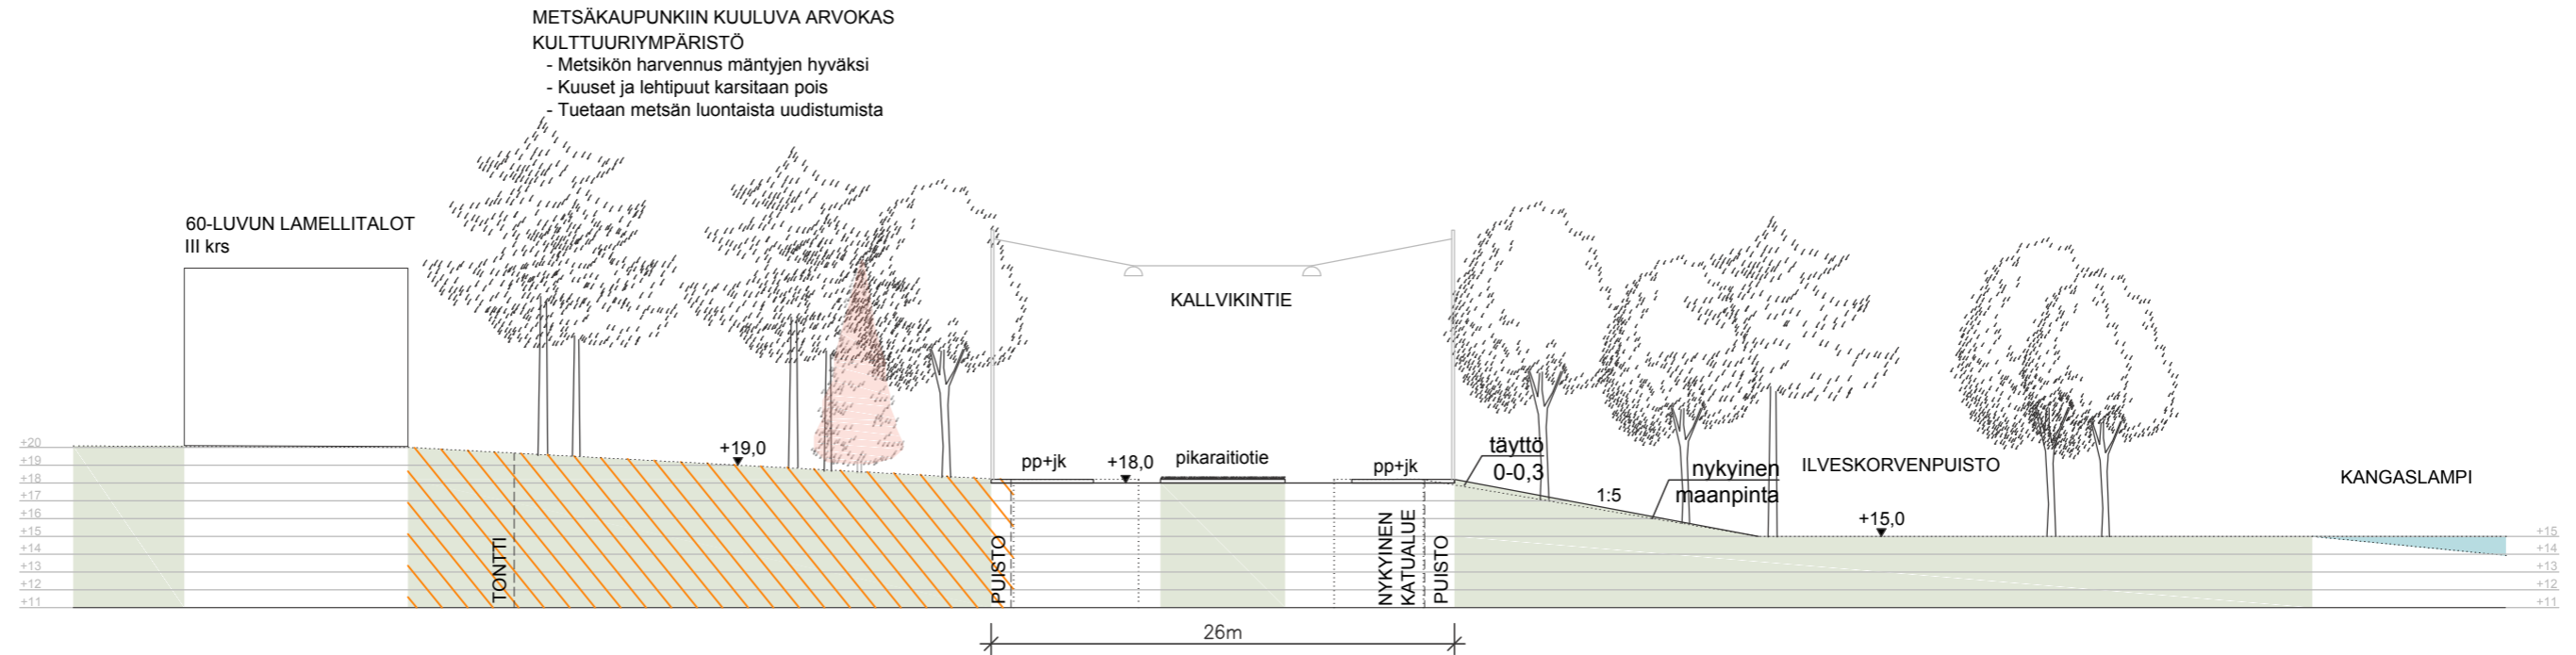 METSÄKAUPUNKIIN KUULUVA ARVOKAS
KULTTUURIYMPÄRISTÖ
- Metsikön harvennus mäntyjen hyväksi
- Kuuset ja lehtipuut karsitaan pois
- Tuetaan metsän luontaista uudistumista
60-LUVUN LAMELLITALOT
III krs
KALLVIKINTIE
+20
+19
+18
+17
+16
+15
+14
+13
+12
+11
TONTTI
+19,0
PUISTO
pp+jk
+18,0
pikaraitiotie
pp+jk
NYKYINEN
KATUALUE
PUISTO
täyttö
0-0,3
1:5
nykyinen
maanpinta
ILVESKORVENPUISTO
+15,0
KANGASLAMPI
+15
+14
+13
+12
+11
26m